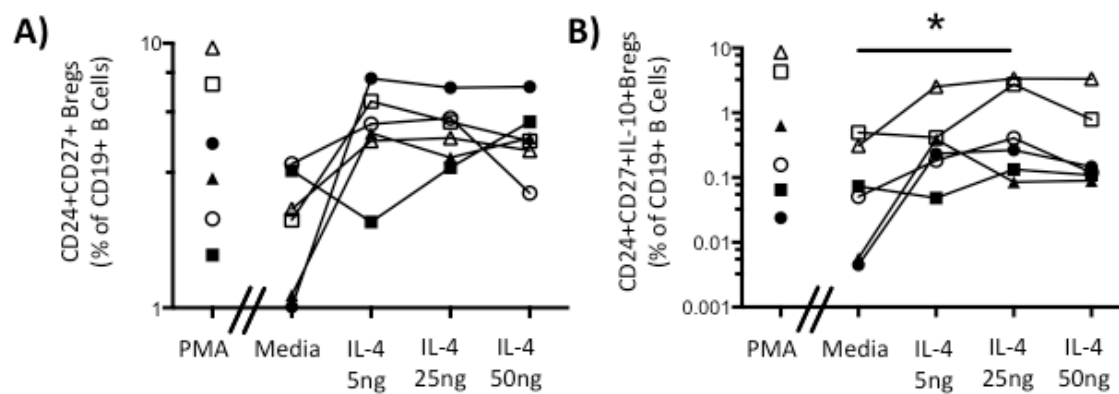 A)
CD24+CD27+ Bregs
(% of CD19+ B Cells)
10
1
PMA
Media
IL-4
5ng
IL-4
25ng
IL-4
50ng
B)
*
CD24+CD27+IL-10+Bregs
(% of CD19+ B Cells)
10
1
0.1
0.01
0.001
PMA
Media
IL-4
5ng
IL-4
25ng
IL-4
50ng